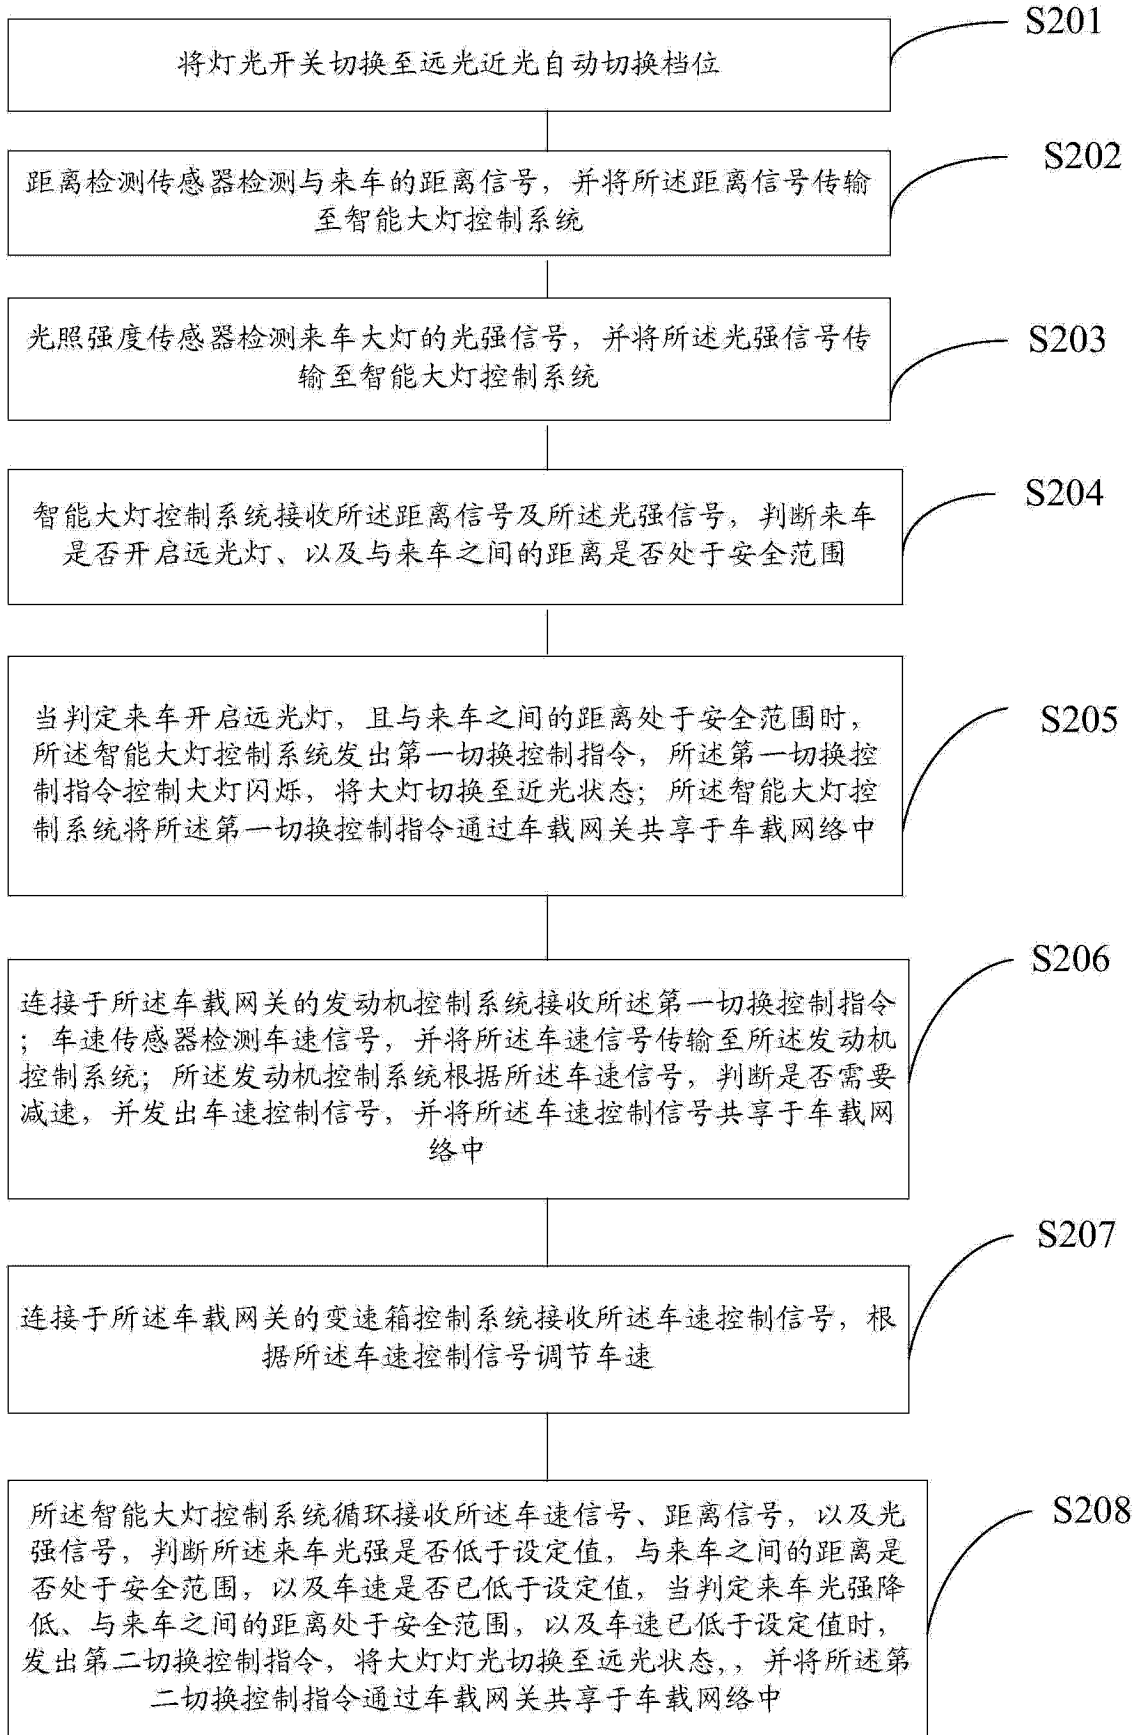 S201
将灯光开关切换至远光近光自动切换档位
S202
距离检测传感器检测与来车的距离信号，并将所述距离信号传输
至智能大灯控制系统
S203
光照强度传感器检测来车大灯的光强信号，并将所述光强信号传
输至智能大灯控制系统
S204
智能大灯控制系统接收所述距离信号及所述光强信号，判断来车
是否开启远光灯、以及与来车之间的距离是否处于安全范围
S205
当判定来车开启远光灯，且与来车之间的距离处于安全范围时，
所述智能大灯控制系统发出第一切换控制指令，所述第一切换控
制指令控制大灯闪烁，将大灯切换至近光状态；所述智能大灯控
制系统将所述第一切换控制指令通过车载网关共享于车载网络中
S206
连接于所述车载网关的发动机控制系统接收所述第一切换控制指令
；车速传感器检测车速信号，并将所述车速信号传输至所述发动机
控制系统；所述发动机控制系统根据所述车速信号，判断是否需要
减速，并发出车速控制信号，并将所述车速控制信号共享于车载网
络中
S207
连接于所述车载网关的变速箱控制系统接收所述车速控制信号，根
据所述车速控制信号调节车速
S208
所述智能大灯控制系统循环接收所述车速信号、距离信号，以及光
强信号，判断所述来车光强是否低于设定值，与来车之间的距离是
否处于安全范围，以及车速是否已低于设定值，当判定来车光强降
低、与来车之间的距离处于安全范围，以及车速已低于设定值时，
发出第二切换控制指令，将大灯灯光切换至远光状态，，并将所述第
二切换控制指令通过车载网关共享于车载网络中